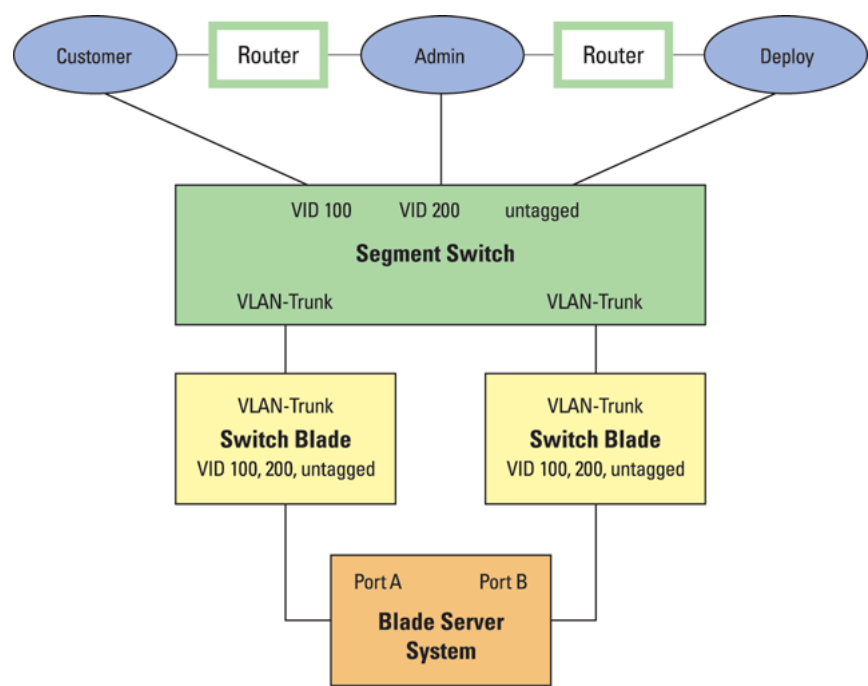 Customer
Router
Admin
Router
Deploy
VID 100
VID 200
untagged
Segment Switch
VLAN-Trunk
VLAN-Trunk
VLAN-Trunk
Switch Blade
VID 100, 200, untagged
VLAN-Trunk
Switch Blade
VID 100, 200, untagged
Port A
Port B
Blade Server
System